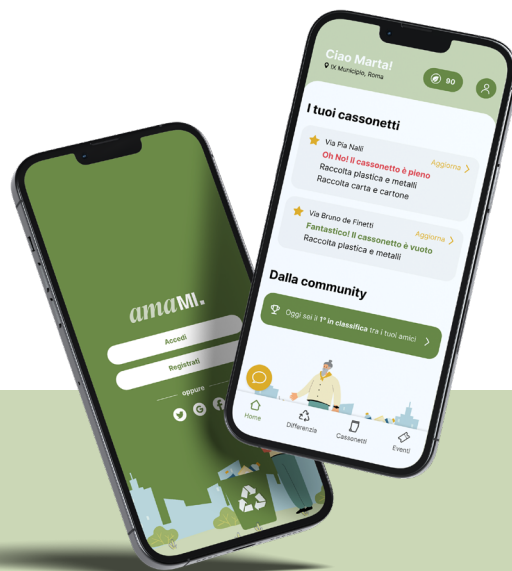 Ciao Marta!
IX Municipio, Roma
90
I tuoi cassonetti
Via Pia Nalli
Aggiorna
Oh No! Il cassonetto è pieno
Raccolta plastica e metalli
Raccolta carta e cartone
Via Bruno de Finetti
Aggiorna
Fantastico! Il cassonetto è vuoto
Raccolta plastica e metalli
Dalla community
Oggi sei il 1° in classifica tra i tuoi amici
Home
Differenzia
Cassonetti
Eventi
amaMI.
Accedi
Registrati
oppure